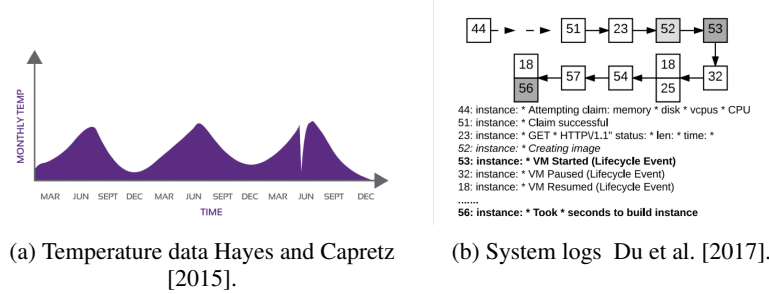 MONTHLY TEMP
MAR JUN SEPT DEC MAR JUN SEPT DEC MAR JUN SEPT DEC
TIME
44 51 23 52 53
18 18
56 57 54 25 32
44: instance: * Attempting claim: memory * disk * vcpus * CPU
51: instance: * Claim successful
23: instance: * GET * HTTPV1.1" status: * len: * time: *
52: instance: * Creating image
53: instance: * VM Started (Lifecycle Event)
32: instance: * VM Paused (Lifecycle Event)
18: instance: * VM Resumed (Lifecycle Event)
.......
56: instance: * Took * seconds to build instance
(a) Temperature data Hayes and Capretz
[2015].
(b) System logs Du et al. [2017].